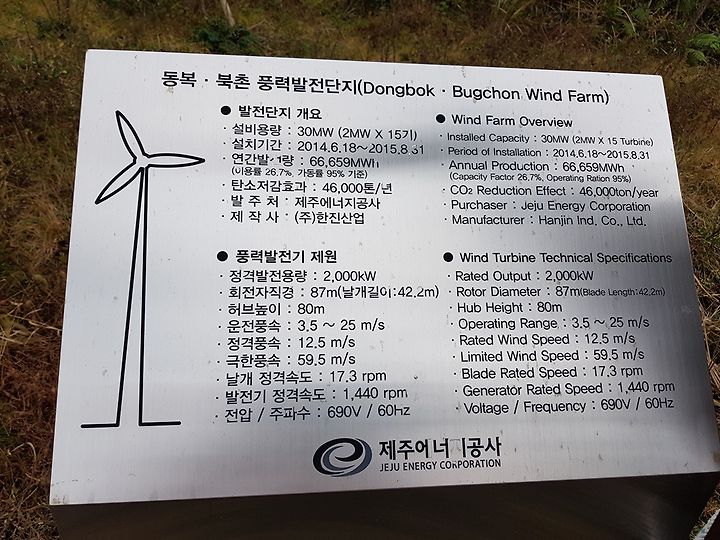 동복 · 북촌 풍력발전단지(Dongbok · Bugchon Wind Farm)
● 발전단지 개요
· 설비용량 : 30MW (2MW X 15기)
· 설치기간 : 2014.6.18~2015.8.31
· 연간발전량 : 66,659MWh
(이용률 26.7%, 가동률 95% 기준)
· 탄소저감효과 : 46,000톤/년
· 발 주 처 : 제주에너지공사
· 제 작 사 : (주)한진산업
● Wind Farm Overview
· Installed Capacity : 30MW (2MW X 15 Turbine)
· Period of Installation : 2014.6.18~2015.8.31
· Annual Production : 66,659MWh
(Capacity Factor 26.7%, Operating Ration 95%)
· CO₂ Reduction Effect : 46,000ton/year
· Purchaser : Jeju Energy Corporation
· Manufacturer : Hanjin Ind. Co., Ltd.
● 풍력발전기 제원
· 정격발전용량 : 2,000kW
· 회전자직경 : 87m(날개길이:42.2m)
· 허브높이 : 80m
· 운전풍속 : 3.5 ~ 25 m/s
· 정격풍속 : 12.5 m/s
· 극한풍속 : 59.5 m/s
· 날개 정격속도 : 17.3 rpm
· 발전기 정격속도 : 1,440 rpm
· 전압 / 주파수 : 690V / 60Hz
● Wind Turbine Technical Specifications
· Rated Output : 2,000kW
· Rotor Diameter : 87m(Blade Length:42.2m)
· Hub Height : 80m
· Operating Range : 3.5 ~ 25 m/s
· Rated Wind Speed : 12.5 m/s
· Limited Wind Speed : 59.5 m/s
· Blade Rated Speed : 17.3 rpm
· Generator Rated Speed : 1,440 rpm
· Voltage / Frequency : 690V / 60Hz
제주에너지공사
JEJU ENERGY CORPORATION